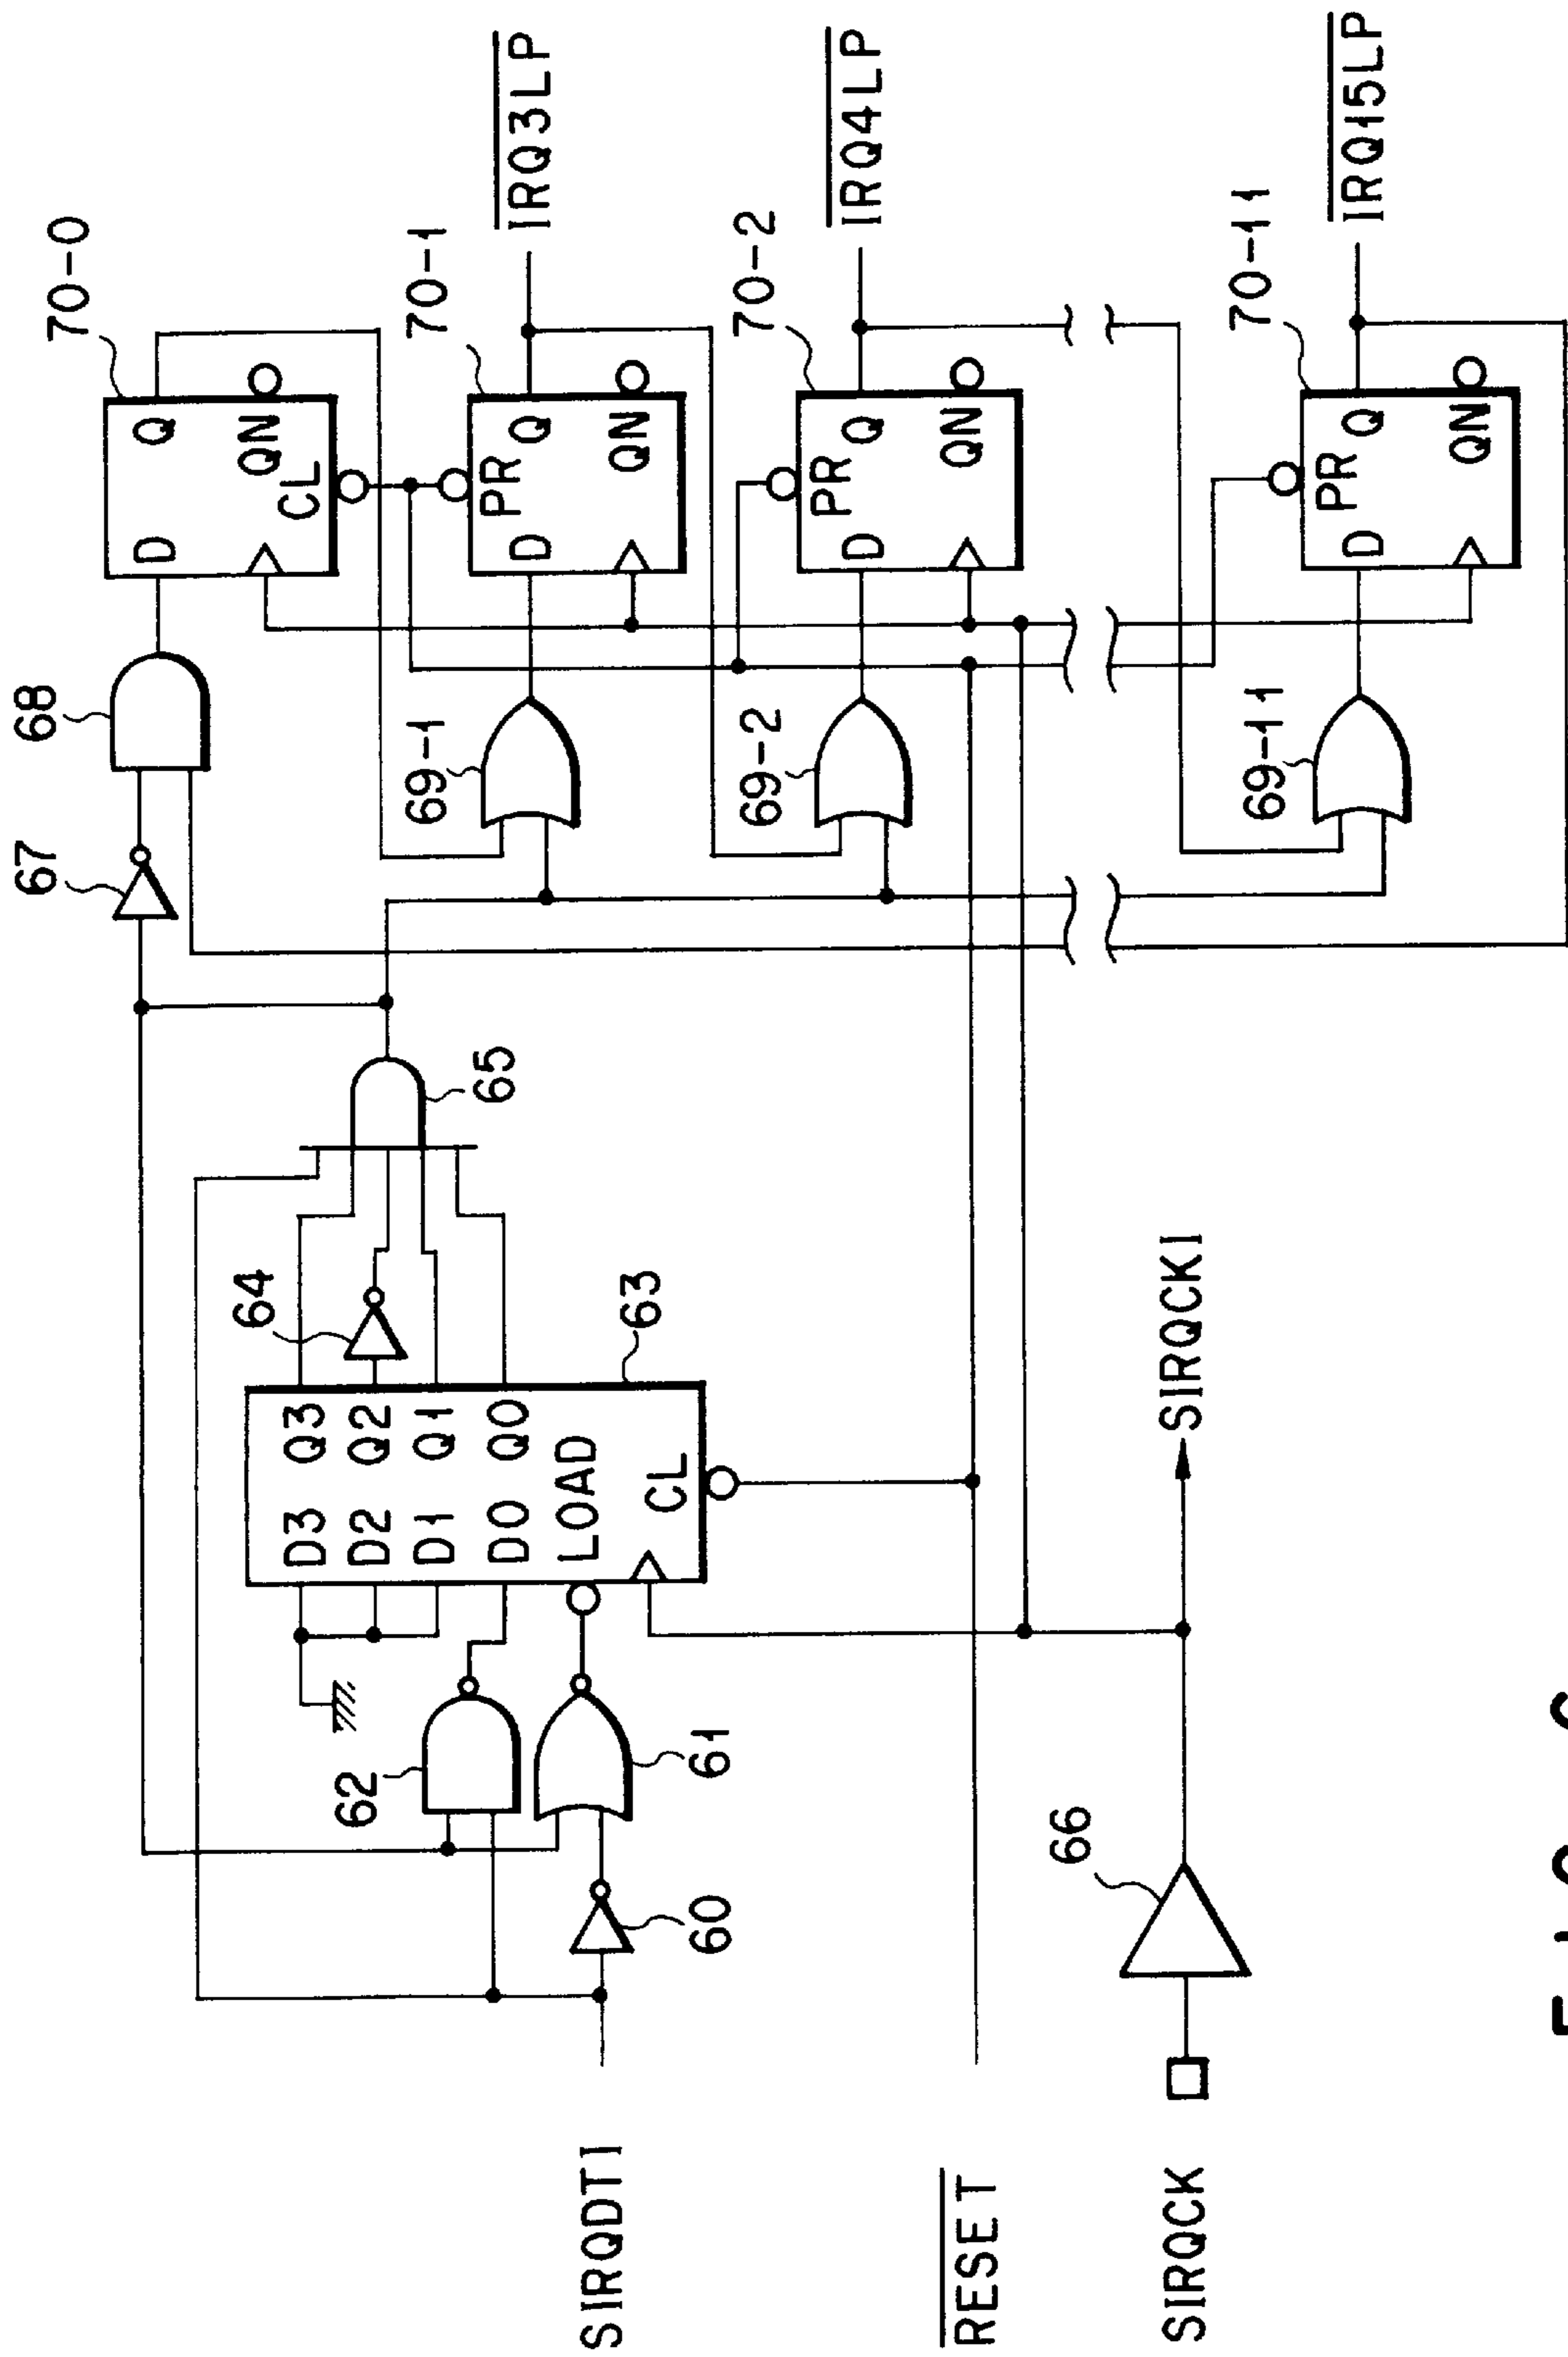 67
68
70-0
D Q
QN
CL
69-1
70-1
PR
D Q
QN
IRQ3LP
69-2
70-2
PR
D Q
QN
IRQ4LP
69-11
70-11
PR
D Q
QN
IRQ15LP
65
64
63
D3 Q3
D2 Q2
D1 Q1
D0 Q0
LOAD
CL
62
61
60
SIRQDTI
RESET
66
SIRQCK
SIRQCKI